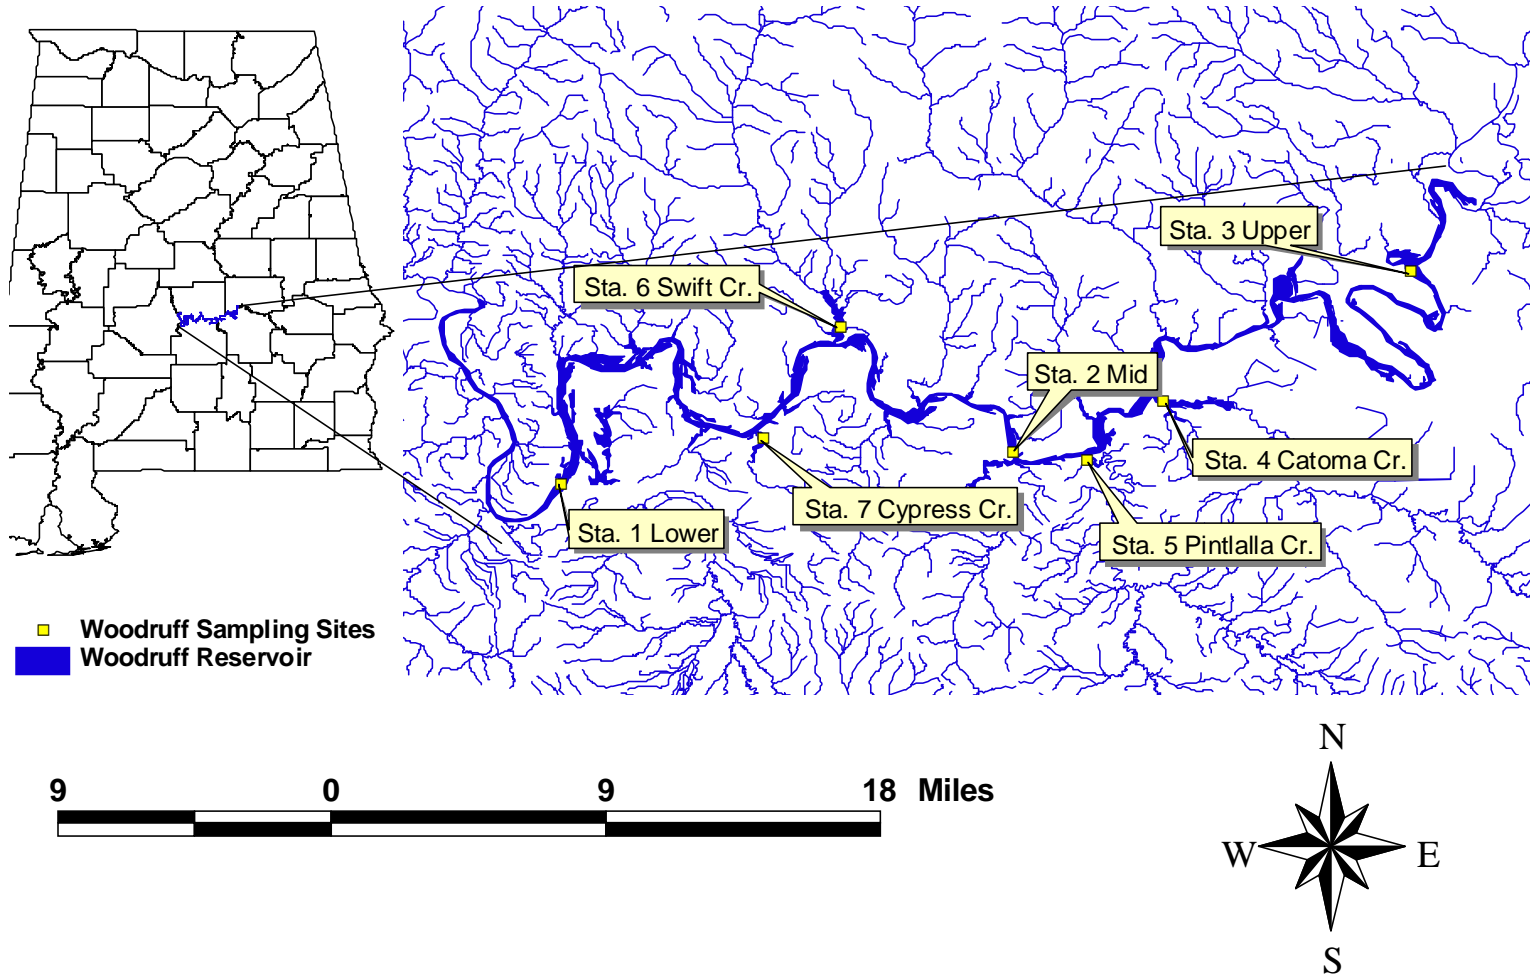 Sta. 3 Upper
Sta. 6 Swift Cr.
Sta. 2 Mid
Sta. 4 Catoma Cr.
Sta. 7 Cypress Cr.
Sta. 1 Lower
Sta. 5 Pintlalla Cr.
Woodruff Sampling Sites
Woodruff Reservoir
9 0 9 18 Miles
N
W E
S